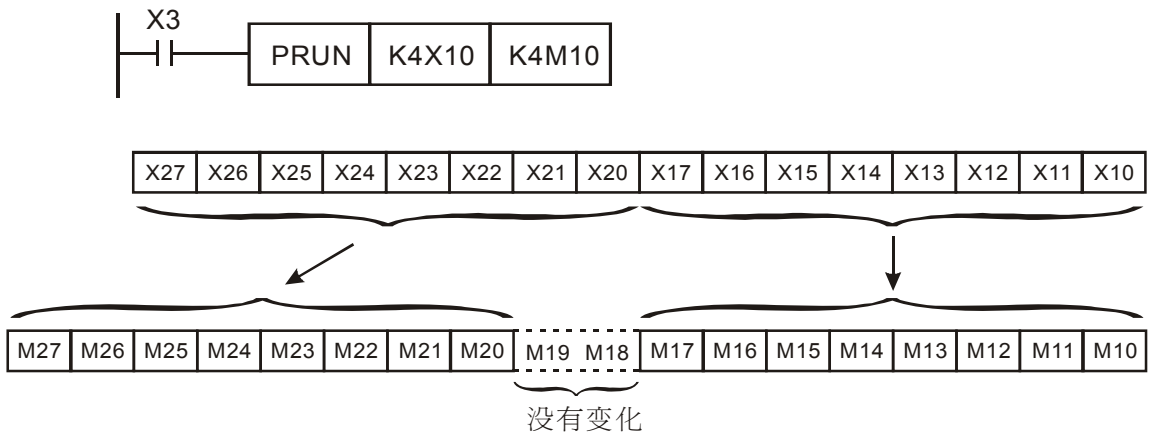 X3
PRUN K4X10 K4M10
X27 X26 X25 X24 X23 X22 X21 X20 X17 X16 X15 X14 X13 X12 X11 X10
M27 M26 M25 M24 M23 M22 M21 M20 M19 M18 M17 M16 M15 M14 M13 M12 M11 M10
没有变化